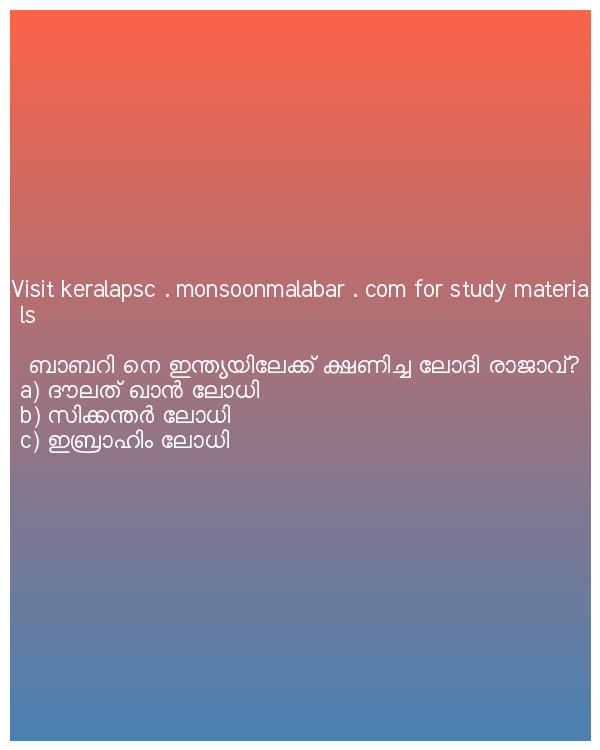 Visit keralapsc . monsoonmalabar . com for study materia
ls
ബാബറി നെ ഇന്ത്യയിലേക്ക് ക്ഷണിച്ച ലോദി രാജാവ്?
a) ദൗലത് ഖാൻ ലോധി
b) സിക്കന്തർ ലോധി
c) ഇബ്രാഹിം ലോധി